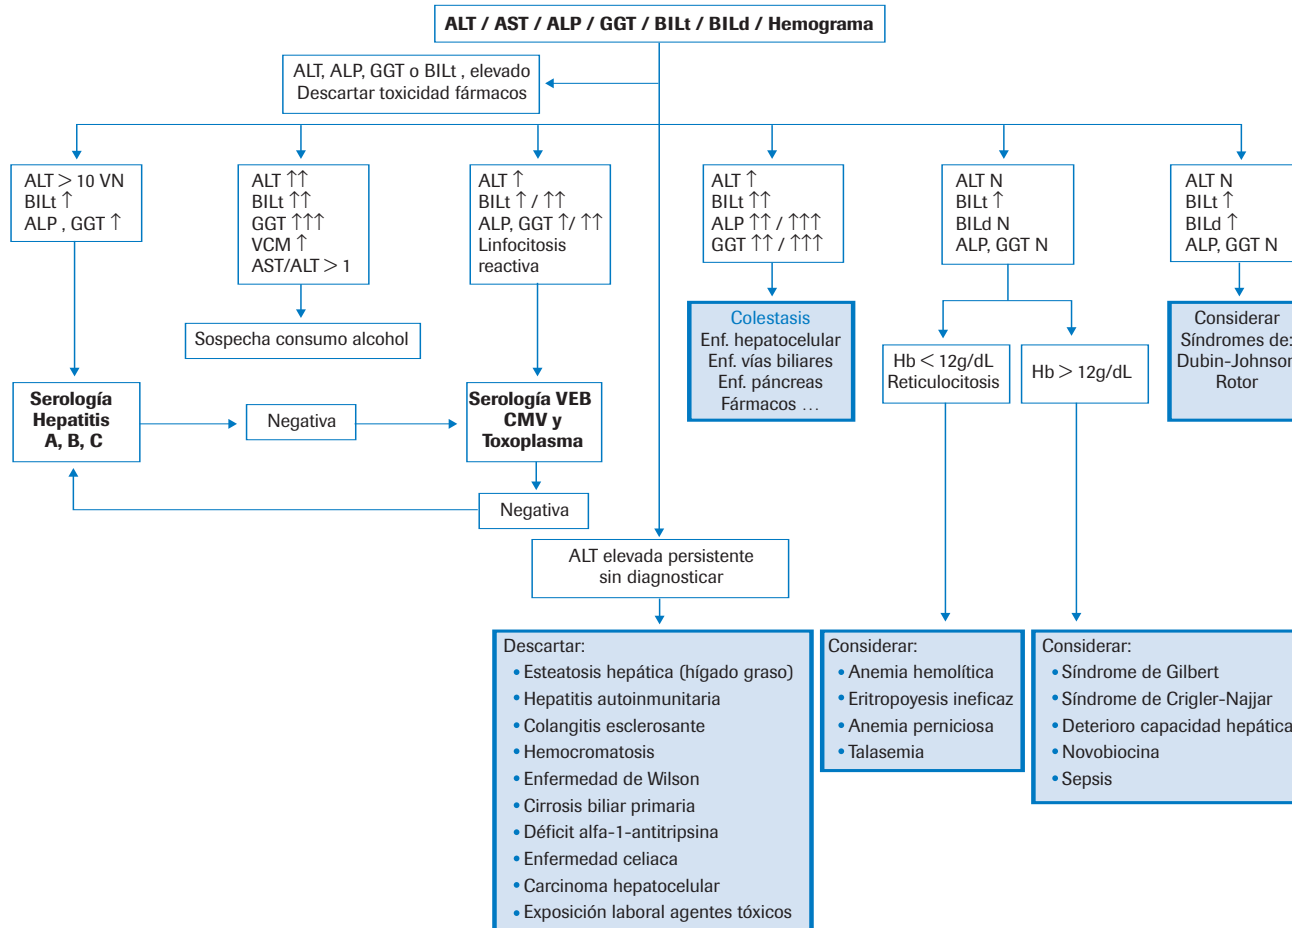 ALT / AST / ALP / GGT / BILt / BILd / Hemograma
ALT, ALP, GGT o BILt , elevado
Descartar toxicidad fármacos
ALT > 10 VN
BILt ↑
ALP , GGT ↑
ALT ↑↑
BILt ↑↑
GGT ↑↑↑
VCM ↑
AST/ALT > 1
ALT ↑
BILt ↑ / ↑↑
ALP, GGT ↑/ ↑↑
Linfocitosis
reactiva
ALT ↑
BILt ↑↑
ALP ↑↑ / ↑↑↑
GGT ↑↑ / ↑↑↑
ALT N
BILt ↑
BILd N
ALP, GGT N
ALT N
BILt ↑
BILd ↑
ALP, GGT N
Sospecha consumo alcohol
Colestasis
Enf. hepatocelular
Enf. vías biliares
Enf. páncreas
Fármacos …
Hb < 12g/dL
Reticulocitosis
Hb > 12g/dL
Considerar
Síndromes de:
Dubin-Johnson
Rotor
Serología
Hepatitis
A, B, C
Negativa
Serología VEB
CMV y
Toxoplasma
Negativa
ALT elevada persistente
sin diagnosticar
Descartar:
• Esteatosis hepática (hígado graso)
• Hepatitis autoinmunitaria
• Colangitis esclerosante
• Hemocromatosis
• Enfermedad de Wilson
• Cirrosis biliar primaria
• Déficit alfa-1-antitripsina
• Enfermedad celiaca
• Carcinoma hepatocelular
• Exposición laboral agentes tóxicos
Considerar:
• Anemia hemolítica
• Eritropoyesis ineficaz
• Anemia perniciosa
• Talasemia
Considerar:
• Síndrome de Gilbert
• Síndrome de Crigler-Najjar
• Deterioro capacidad hepática
• Novobiocina
• Sepsis